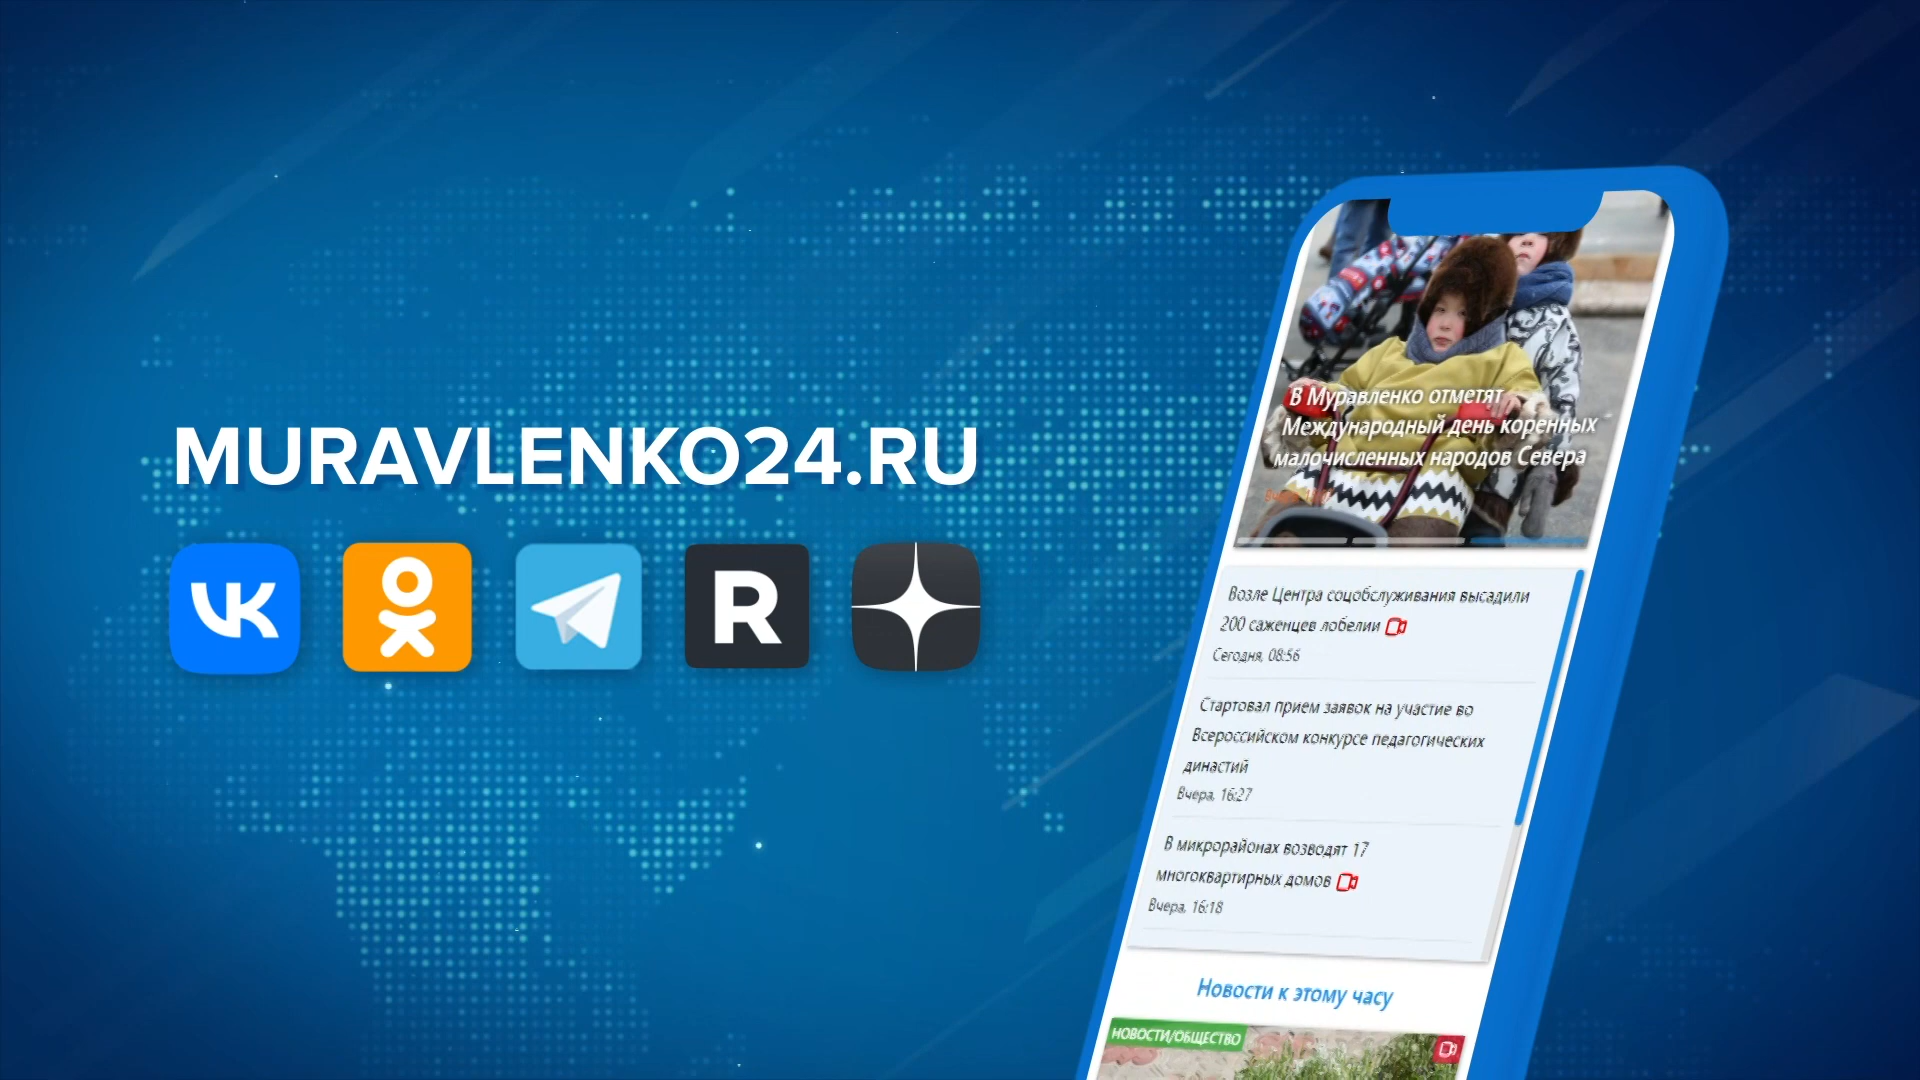 MURAVLENKO24.RU
VK
R
В Муравленко отметят
Международный день коренных
малочисленных народов Севера
Возле Центра соцобслуживания высадили
200 саженцев лобелии
Сегодня, 08:56
Стартовал прием заявок на участие во
Всероссийском конкурсе педагогических
династий
Вчера, 16:27
В микрорайонах возводят 17
многоквартирных домов
Вчера, 16:18
Новости к этому часу
НОВОСТИ/ОБЩЕСТВО